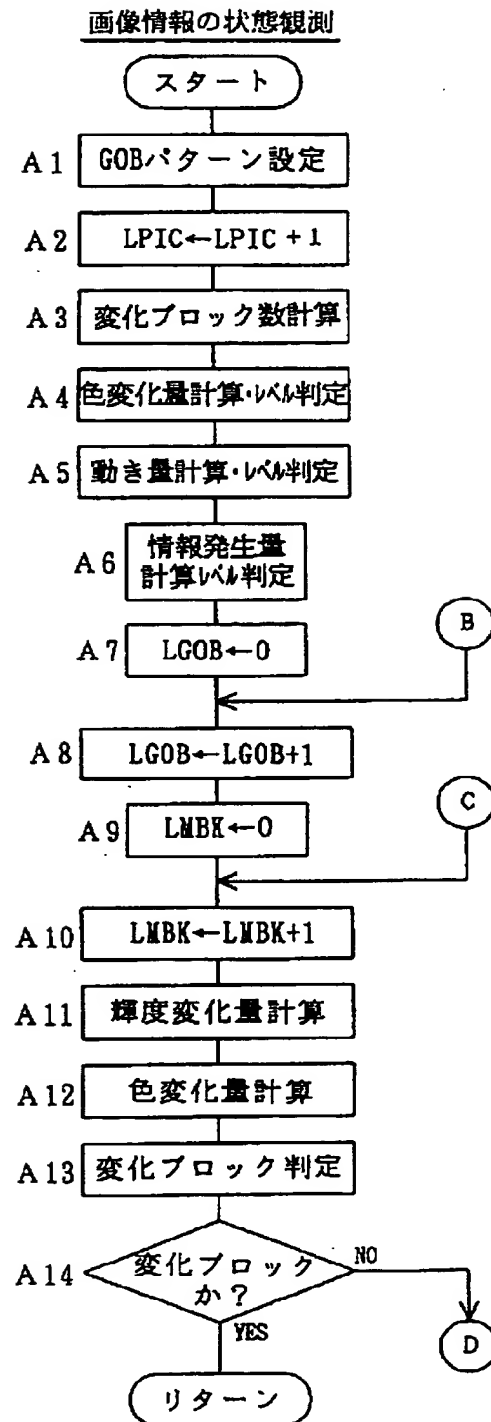 画像情報の状態観測
スタート
A1 GOBパターン設定
A2 LPIC←LPIC+1
A3 変化ブロック数計算
A4 色変化量計算・レベル判定
A5 動き量計算・レベル判定
A6 情報発生量
計算レベル判定
A7 LGOB←0
B
A8 LGOB←LGOB+1
A9 LMBK←0
C
A10 LMBK←LMBK+1
A11 輝度変化量計算
A12 色変化量計算
A13 変化ブロック判定
A14 変化ブロック
か?
NO
YES
D
リターン